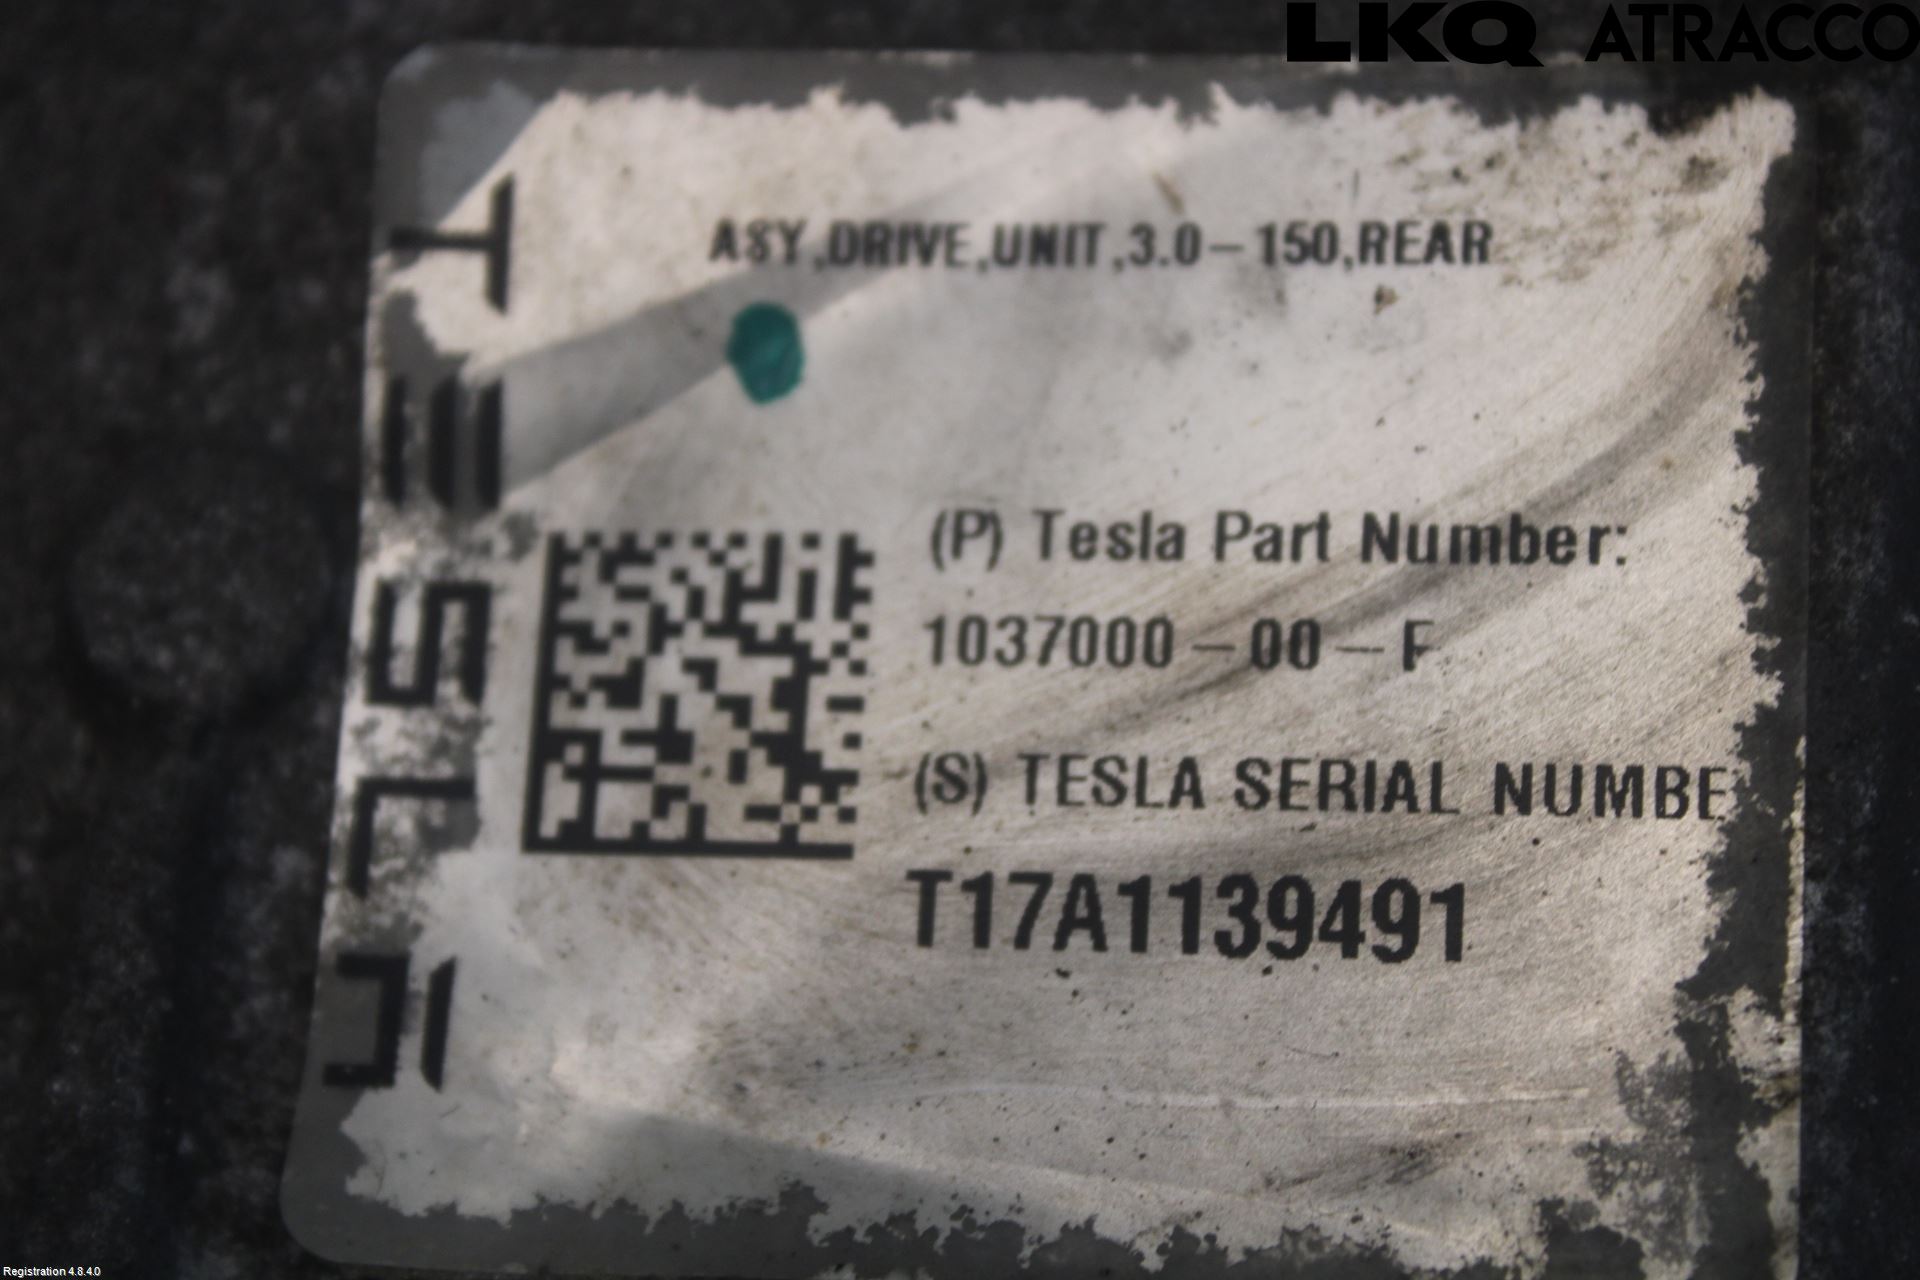 LKQ ATRACCO
TESLA
ASY,DRIVE,UNIT,3.0-150,REAR
(P) Tesla Part Number:
1037000-00-F
(S) TESLA SERIAL NUMBE
T17A1139491
Registration 4.8.4.0